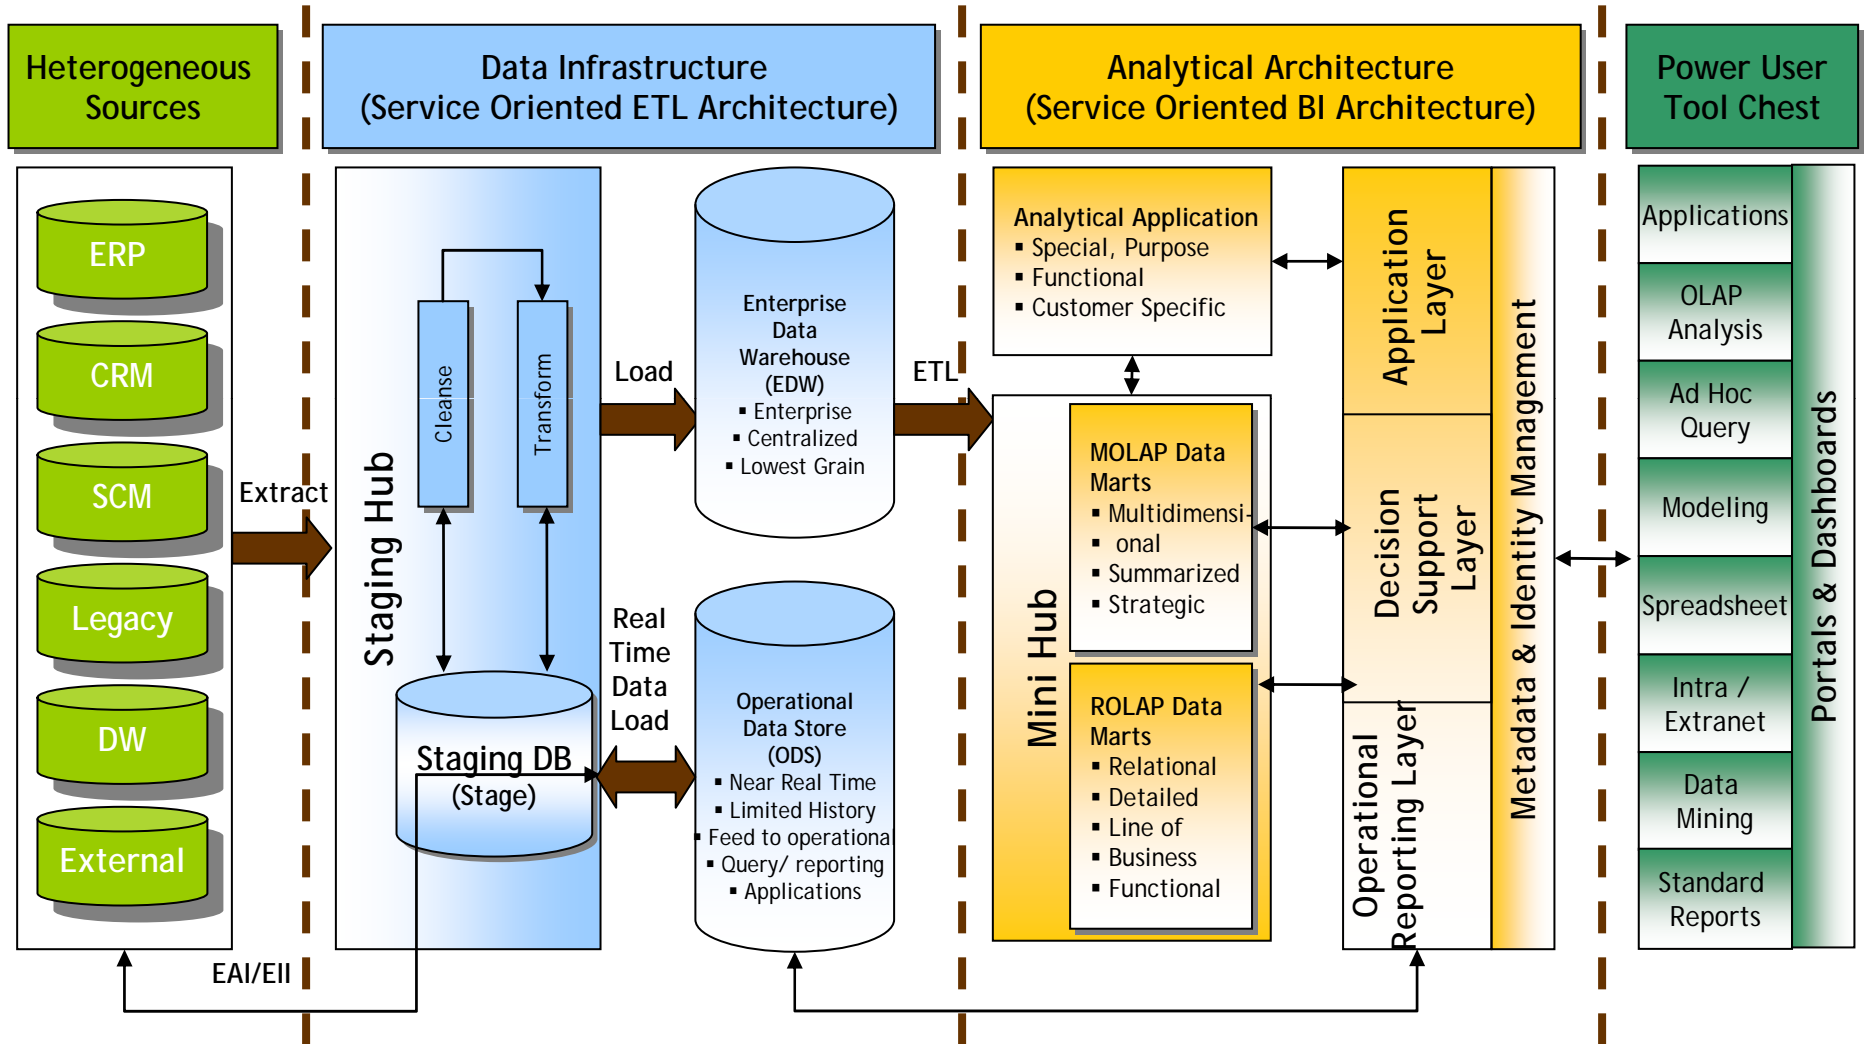 Heterogeneous
Sources
Data Infrastructure
(Service Oriented ETL Architecture)
Analytical Architecture
(Service Oriented BI Architecture)
Power User
Tool Chest
ERP
CRM
SCM
Legacy
DW
External
Extract
EAI/EII
Staging Hub
Cleanse
Transform
Staging DB
(Stage)
Load
Real
Time
Data
Load
Enterprise
Data
Warehouse
(EDW)
▪ Enterprise
▪ Centralized
▪ Lowest Grain
Operational
Data Store
(ODS)
▪ Near Real Time
▪ Limited History
▪ Feed to operational
▪ Query/ reporting
▪ Applications
ETL
Analytical Application
▪ Special, Purpose
▪ Functional
▪ Customer Specific
Mini Hub
MOLAP Data
Marts
▪ Multidimensi-
▪ onal
▪ Summarized
▪ Strategic
ROLAP Data
Marts
▪ Relational
▪ Detailed
▪ Line of
▪ Business
▪ Functional
Application
Layer
Decision
Support
Layer
Operational
Reporting Layer
Metadata & Identity Management
Applications
OLAP
Analysis
Ad Hoc
Query
Modeling
Spreadsheet
Intra /
Extranet
Data
Mining
Standard
Reports
Portals & Dashboards